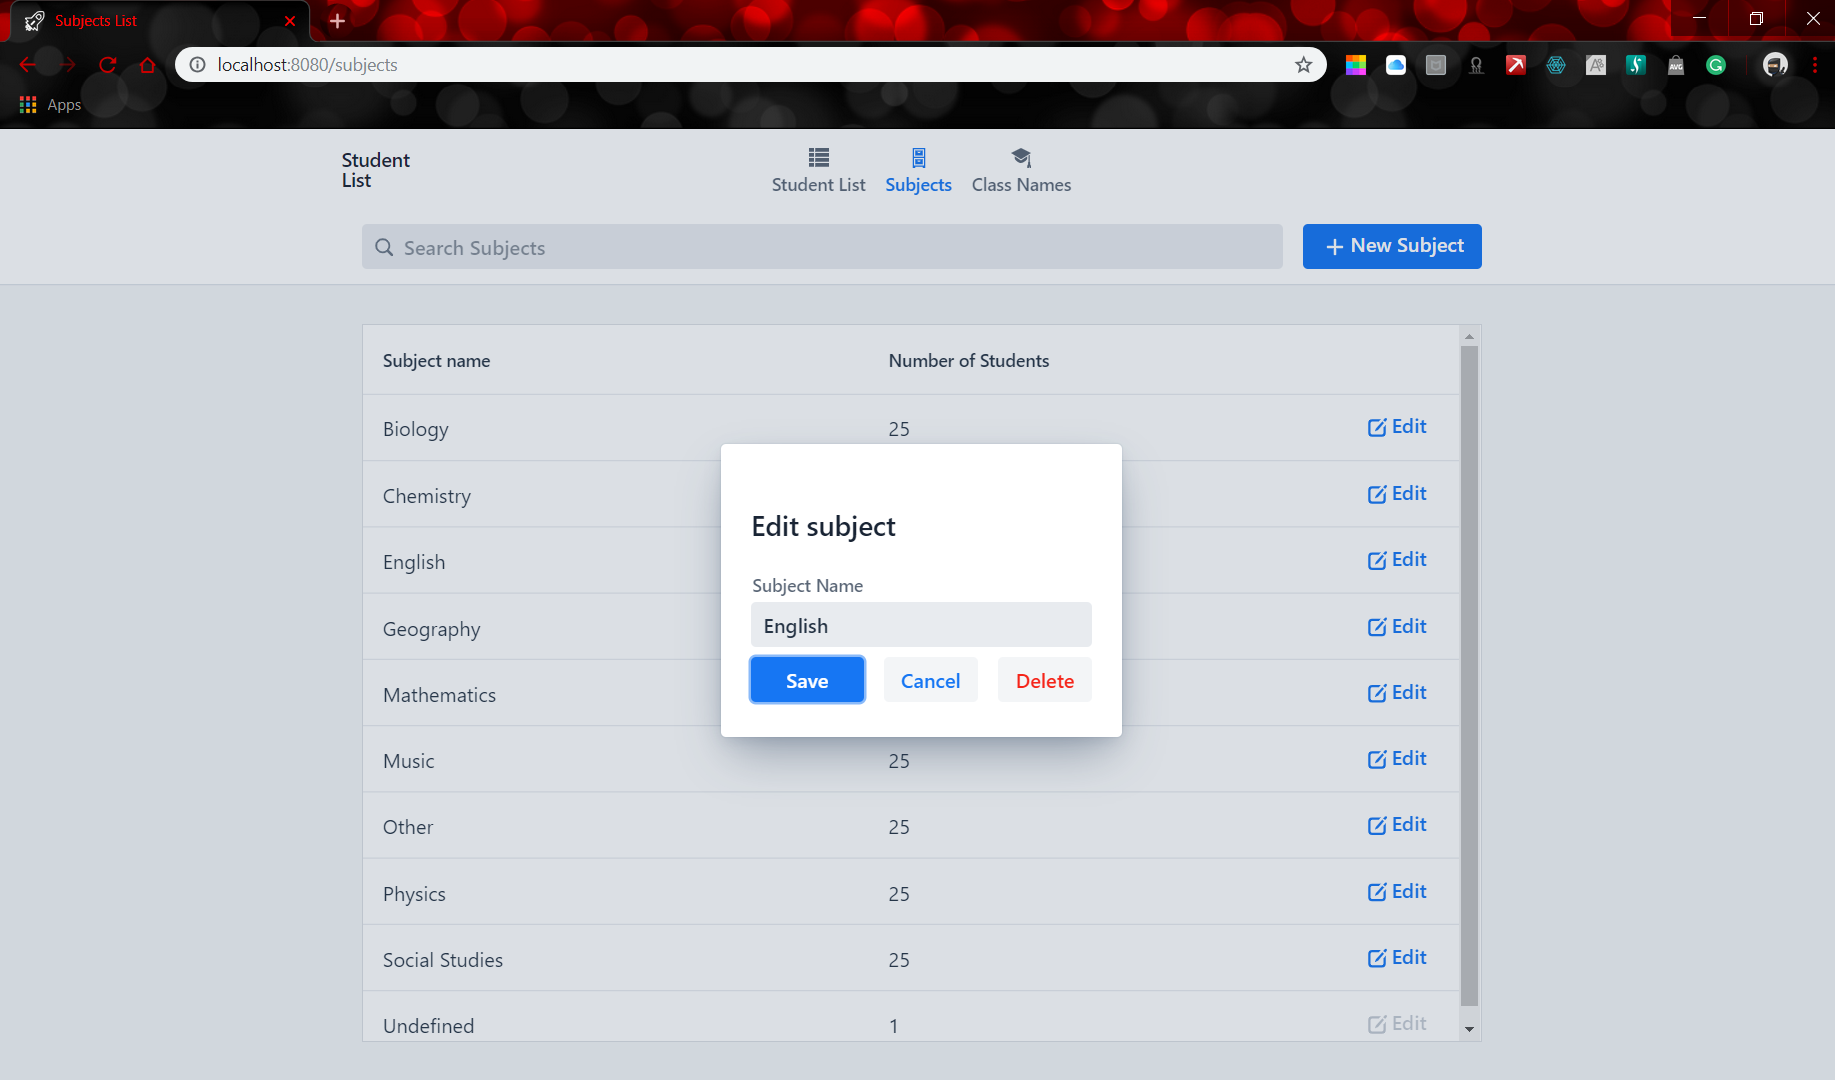 Subjects List
localhost:8080/subjects
Apps
Student
List
Student List Subjects Class Names
Search Subjects
New Subject
Subject name Number of Students
Biology 25 Edit
Chemistry Edit
English Edit
Geography Edit
Mathematics Edit
Music 25 Edit
Other 25 Edit
Physics 25 Edit
Social Studies 25 Edit
Undefined 1 Edit
Edit subject
Subject Name
English
Save Cancel Delete